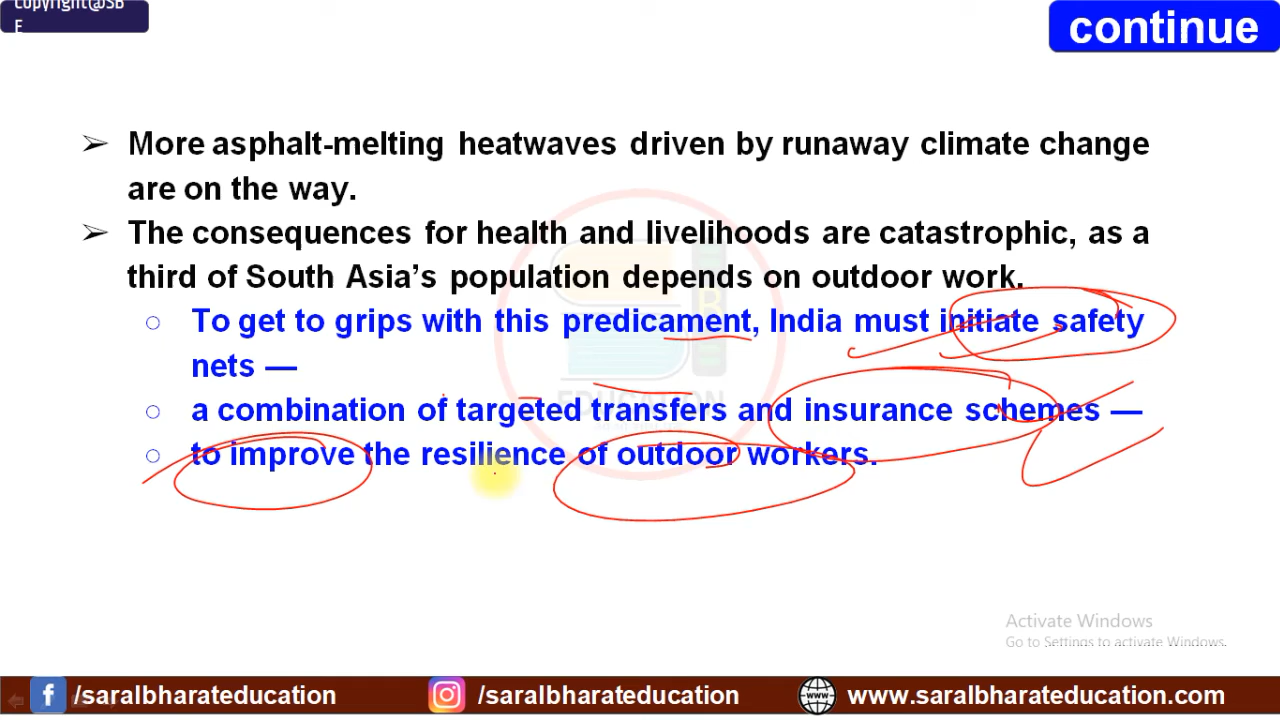 Copyright@SB
E
continue
➢ More asphalt-melting heatwaves driven by runaway climate change
are on the way.
➢ The consequences for health and livelihoods are catastrophic, as a
third of South Asia’s population depends on outdoor work.
○ To get to grips with this predicament, India must initiate safety
nets —
○ a combination of targeted transfers and insurance schemes —
○ to improve the resilience of outdoor workers.
EDUCATION
Activate Windows
Go to Settings to activate Windows.
/saralbharateducation
/saralbharateducation
www.saralbharateducation.com